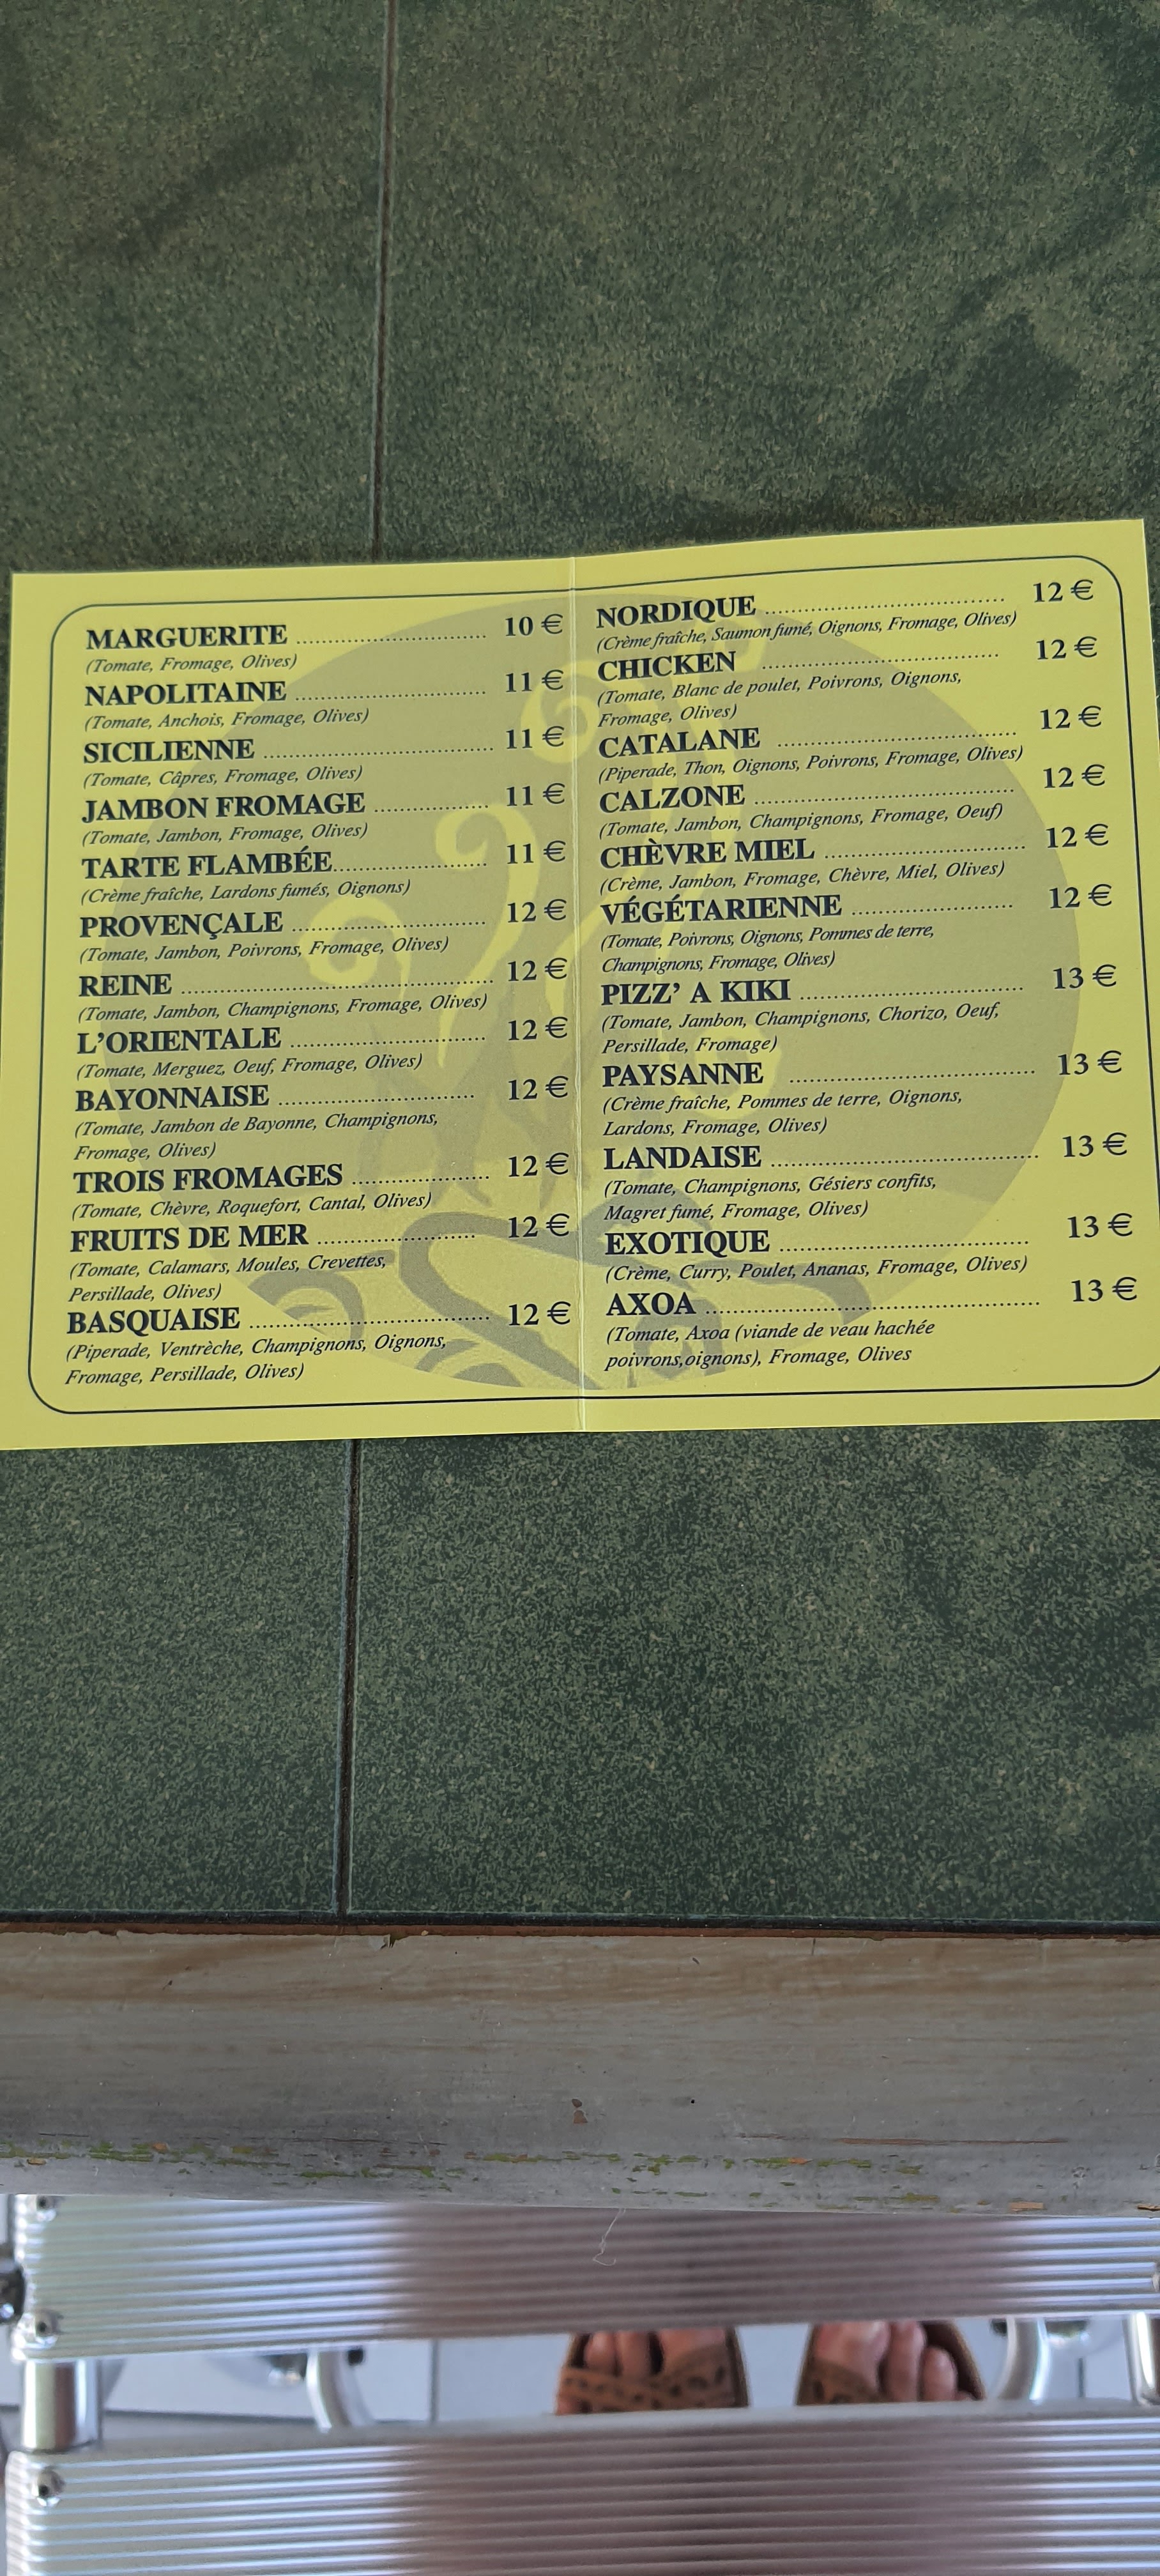 MARGUERITE ........................................ 10 €
(Tomate, Fromage, Olives)
NAPOLITAINE ........................................ 11 €
(Tomate, Anchois, Fromage, Olives)
SICILIENNE ........................................ 11 €
(Tomate, Câpres, Fromage, Olives)
JAMBON FROMAGE ........................ 11 €
(Tomate, Jambon, Fromage, Olives)
TARTE FLAMBÉE................................ 11 €
(Crème fraîche, Lardons fumés, Oignons)
PROVENÇALE ........................................ 12 €
(Tomate, Jambon, Poivrons, Fromage, Olives)
REINE ........................................................ 12 €
(Tomate, Jambon, Champignons, Fromage, Olives)
L'ORIENTALE ........................................ 12 €
(Tomate, Merguez, Oeuf, Fromage, Olives)
BAYONNAISE ........................................ 12 €
(Tomate, Jambon de Bayonne, Champignons,
Fromage, Olives)
TROIS FROMAGES ............................ 12 €
(Tomate, Chèvre, Roquefort, Cantal, Olives)
FRUITS DE MER ................................ 12 €
(Tomate, Calamars, Moules, Crevettes,
Persillade, Olives)
BASQUAISE ............................................ 12 €
(Piperade, Ventrèche, Champignons, Oignons,
Fromage, Persillade, Olives)
NORDIQUE ............................................ 12 €
(Crème fraîche, Saumon fumé, Oignons, Fromage, Olives)
CHICKEN ............................................ 12 €
(Tomate, Blanc de poulet, Poivrons, Oignons,
Fromage, Olives)
CATALANE ............................................ 12 €
(Piperade, Thon, Oignons, Poivrons, Fromage, Olives)
CALZONE ................................................ 12 €
(Tomate, Jambon, Champignons, Fromage, Oeuf)
CHÈVRE MIEL .................................... 12 €
(Crème, Jambon, Fromage, Chèvre, Miel, Olives)
VÉGÉTARIENNE ................................ 12 €
(Tomate, Poivrons, Oignons, Pommes de terre,
Champignons, Fromage, Olives)
PIZZ' A KIKI ........................................ 13 €
(Tomate, Jambon, Champignons, Chorizo, Oeuf,
Persillade, Fromage)
PAYSANNE ............................................ 13 €
(Crème fraîche, Pommes de terre, Oignons,
Lardons, Fromage, Olives)
LANDAISE ................................................ 13 €
(Tomate, Champignons, Gésiers confits,
Magret fumé, Fromage, Olives)
EXOTIQUE ............................................ 13 €
(Crème, Curry, Poulet, Ananas, Fromage, Olives)
AXOA ........................................................ 13 €
(Tomate, Axoa (viande de veau hachée
poivrons,oignons), Fromage, Olives